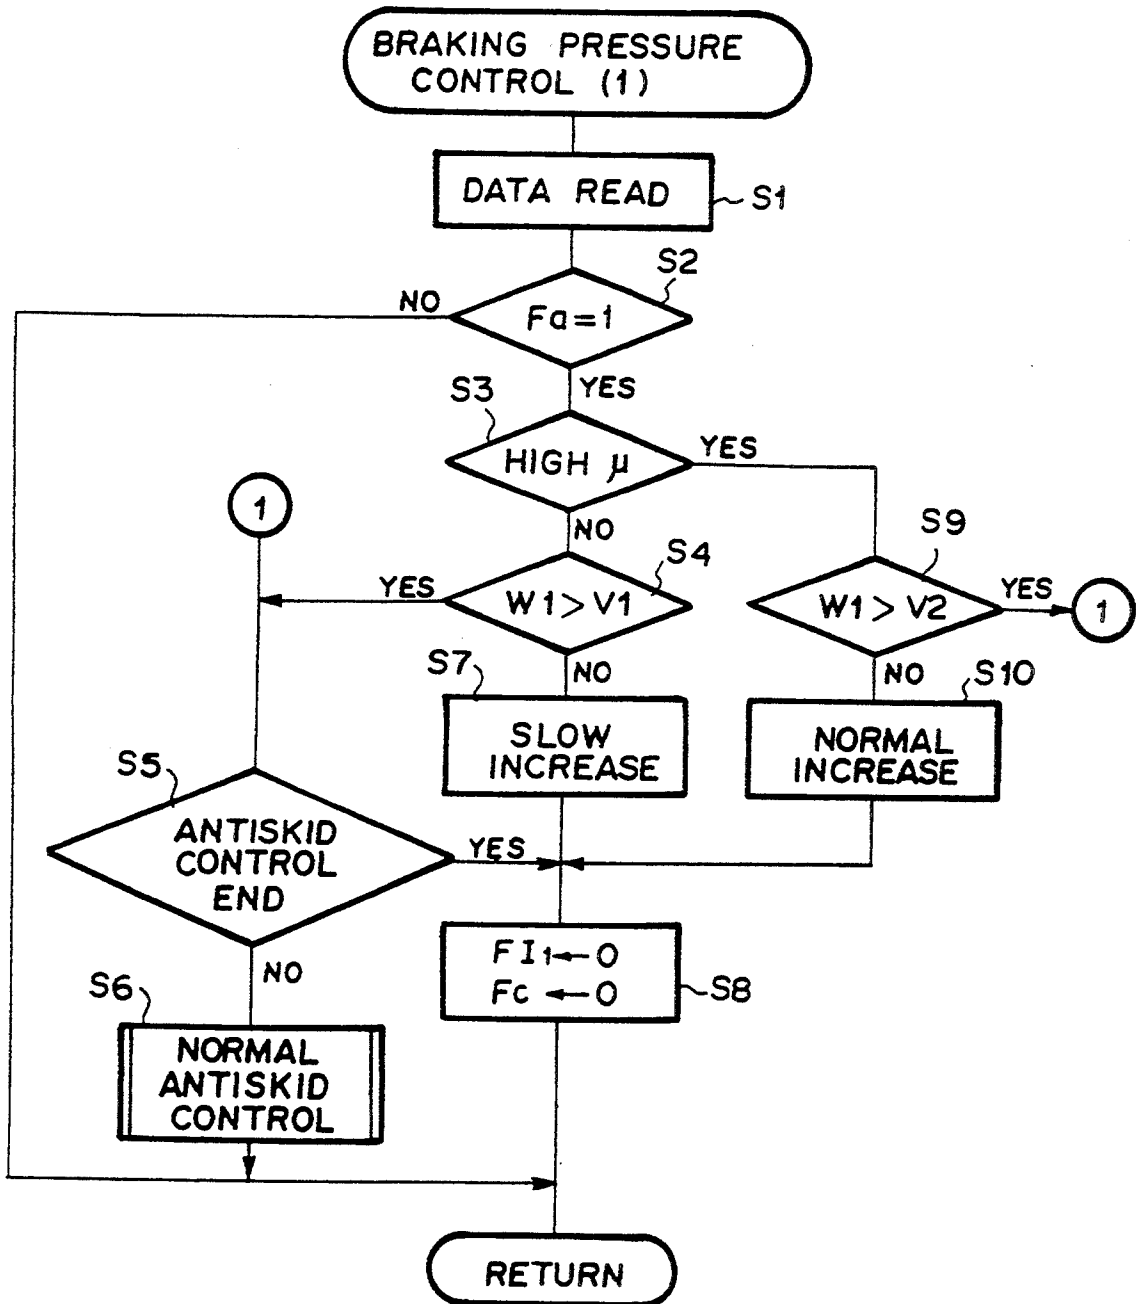 BRAKING PRESSURE
CONTROL (1)
DATA READ
S1
S2
NO
Fa=1
YES
S3
HIGH μ
YES
NO
1
S4
YES
W1>V1
NO
S9
W1>V2
YES
1
NO
S7
SLOW
INCREASE
S10
NORMAL
INCREASE
S5
ANTISKID
CONTROL
END
YES
NO
FI1←0
Fc ←0
S8
S6
NORMAL
ANTISKID
CONTROL
RETURN